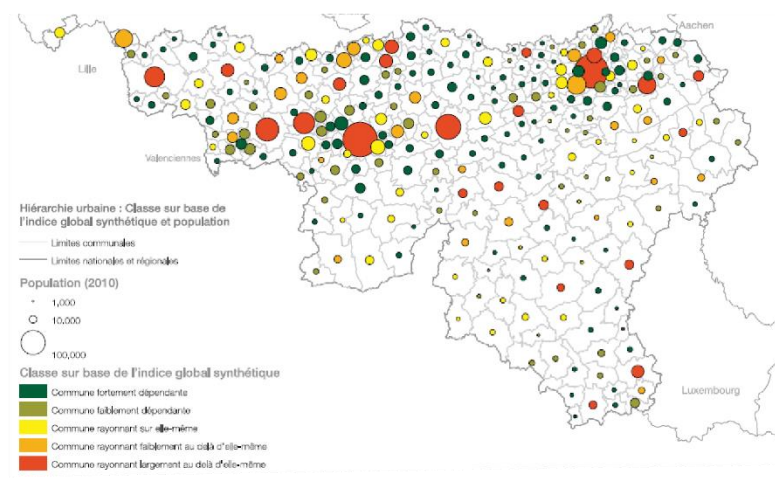 Aachen
Lille
Valenciennes
Hiérarchie urbaine : Classe sur base de
l'indice global synthétique et population
Limites communales
Limites nationales et régionales
Population (2010)
1,000
10,000
100,000
Classe sur base de l'indice global synthétique
Commune fortement dépendante
Commune faiblement dépendante
Commune rayonnant sur elle-même
Commune rayonnant faiblement au delà d'elle-même
Commune rayonnant largement au delà d'elle-même
Luxembourg